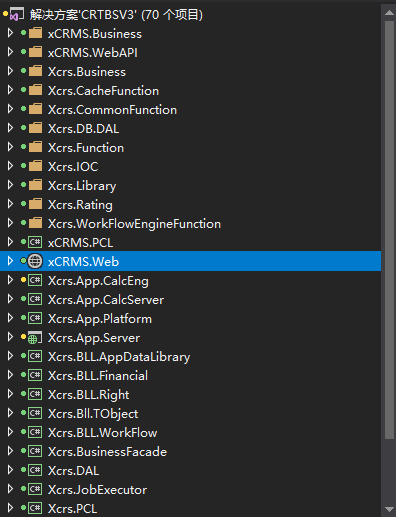 解决方案'CRTBSV3' (70 个项目)
xCRMS.Business
xCRMS.WebAPI
Xcrs.Business
Xcrs.CacheFunction
Xcrs.CommonFunction
Xcrs.DB.DAL
Xcrs.Function
Xcrs.IOC
Xcrs.Library
Xcrs.Rating
Xcrs.WorkFlowEngineFunction
C# xCRMS.PCL
xCRMS.Web
C# Xcrs.App.CalcEng
C# Xcrs.App.CalcServer
C# Xcrs.App.Platform
Xcrs.App.Server
C# Xcrs.BLL.AppDataLibrary
C# Xcrs.BLL.Financial
C# Xcrs.BLL.Right
C# Xcrs.Bll.TObject
C# Xcrs.BLL.WorkFlow
C# Xcrs.BusinessFacade
C# Xcrs.DAL
C# Xcrs.JobExecutor
C# Xcrs.PCL